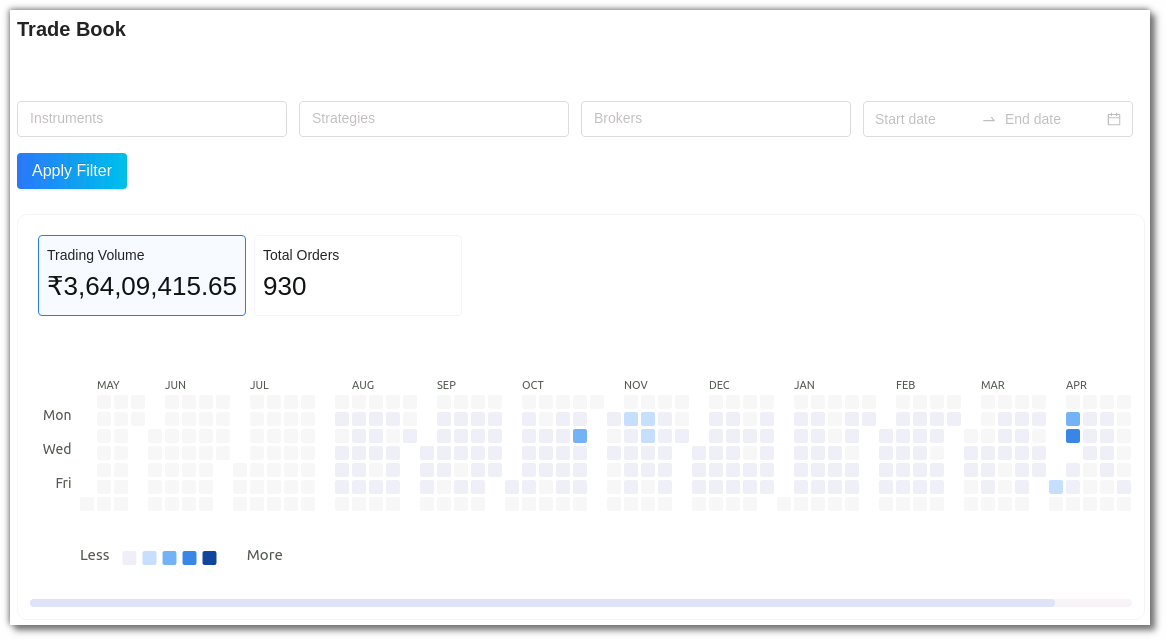 Trade Book
Instruments Strategies Brokers Start date End date
Apply Filter
Trading Volume Total Orders
₹3,64,09,415.65 930
MAY JUN JUL AUG SEP OCT NOV DEC JAN FEB MAR APR
Mon
Wed
Fri
Less More